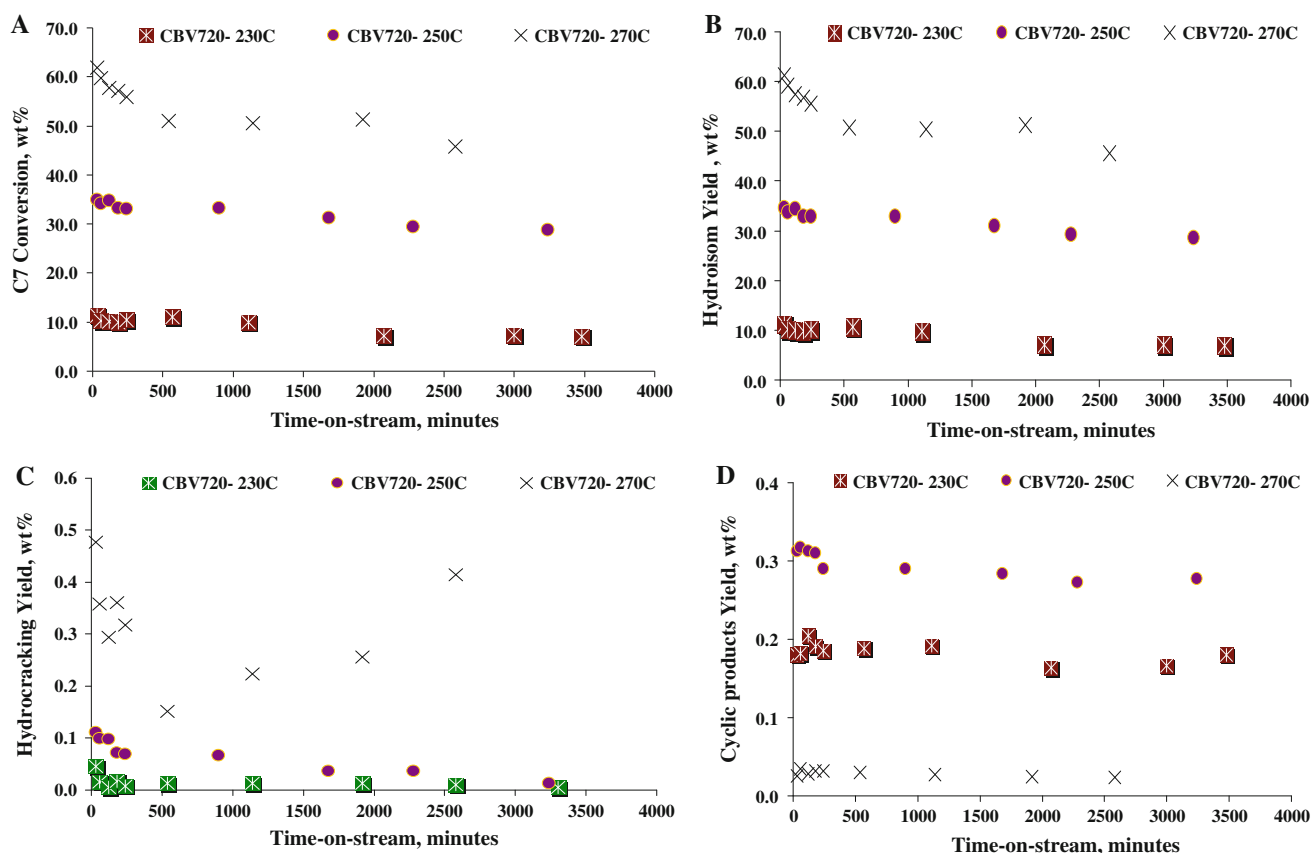 A
CBV720- 230C CBV720- 250C CBV720- 270C
70.0
60.0
50.0
40.0
30.0
20.0
10.0
0.0
C7 Conversion, wt%
0 500 1000 1500 2000 2500 3000 3500 4000
Time-on-stream, minutes
B
CBV720- 230C CBV720- 250C CBV720- 270C
70.0
60.0
50.0
40.0
30.0
20.0
10.0
0.0
Hydroisom Yield , wt%
0 500 1000 1500 2000 2500 3000 3500 4000
Time-on-stream, minutes
C
CBV720- 230C CBV720- 250C CBV720- 270C
0.6
0.5
0.4
0.3
0.2
0.1
0.0
Hydrocracking Yield, wt%
0 500 1000 1500 2000 2500 3000 3500 4000
Time-on-stream, minutes
D
CBV720- 230C CBV720- 250C CBV720- 270C
0.4
0.3
0.2
0.1
0.0
Cyclic products Yield, wt%
0 500 1000 1500 2000 2500 3000 3500 4000
Time-on-stream, minutes